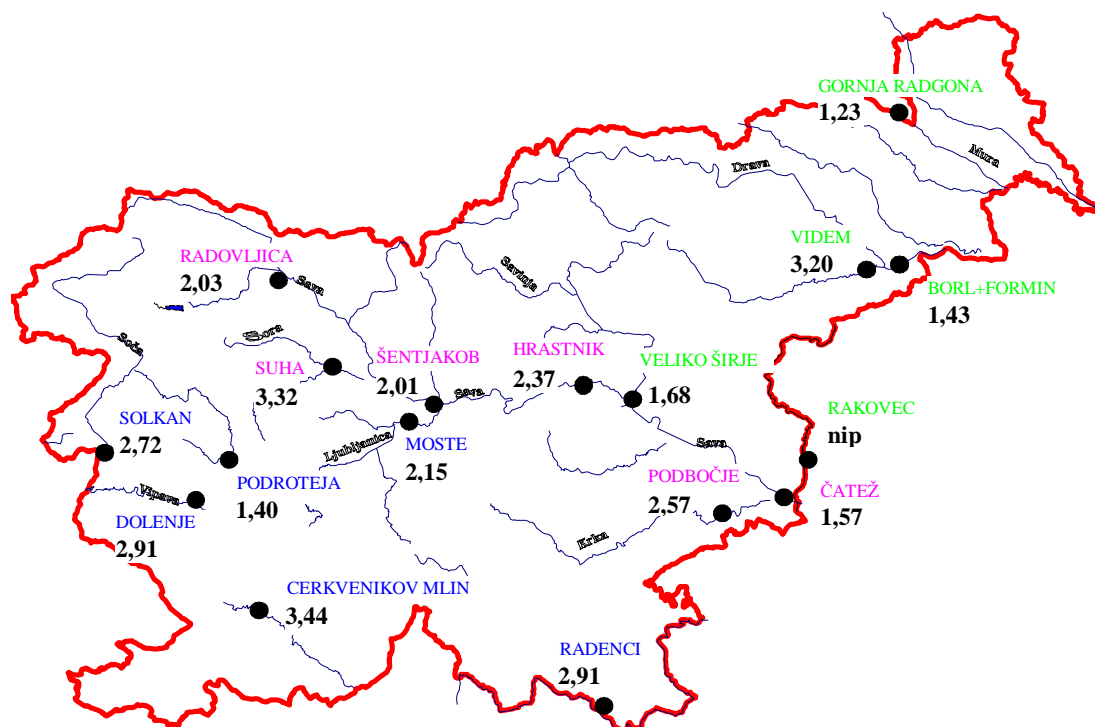 GORNJA RADGONA
1,23
Mura
Drava
VIDEM
3,20
BORL+FORMIN
1,43
RADOVLJICA
2,03
Sava
Savinja
Sora
Soča
SUHA
3,32
ŠENTJAKOB
2,01
Sava
HRASTNIK
2,37
VELIKO ŠIRJE
1,68
SOLKAN
2,72
Ljubljanica
MOSTE
2,15
Sava
RAKOVEC
nip
PODROTEJA
1,40
Vipava
DOLENJE
2,91
PODBOČJE
2,57
ČATEŽ
1,57
Krka
CERKVENIKOV MLIN
3,44
RADENCI
2,91